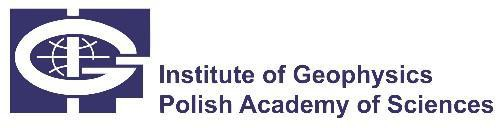 Institute of Geophysics
Polish Academy of Sciences